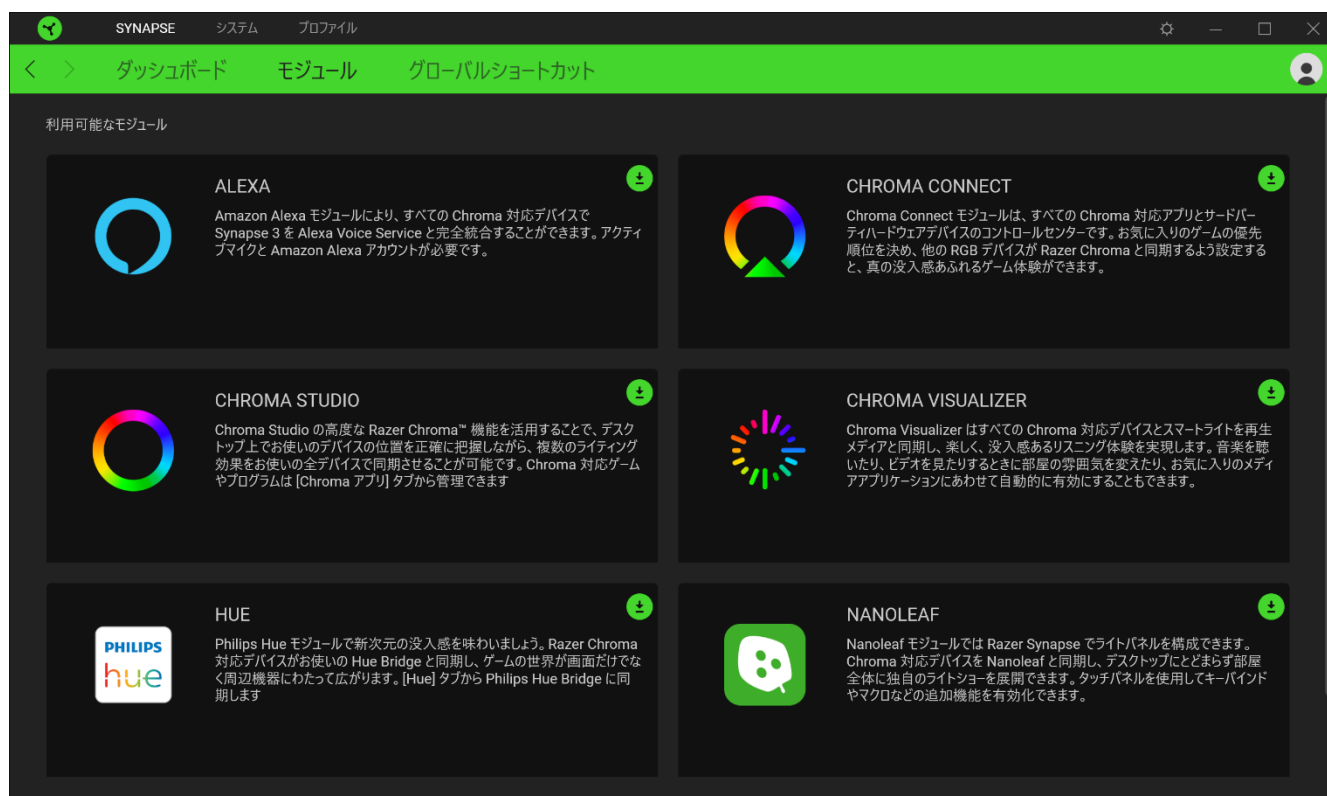 SYNAPSE システム プロファイル
ダッシュボード モジュール グローバルショートカット
利用可能なモジュール
ALEXA
Amazon Alexa モジュールにより、すべての Chroma 対応デバイスで
Synapse 3 を Alexa Voice Service と完全統合することができます。アクティ
ブマイクと Amazon Alexa アカウントが必要です。
CHROMA CONNECT
Chroma Connect モジュールは、すべての Chroma 対応アプリとサードパー
ティハードウェアデバイスのコントロールセンターです。お気に入りのゲームの優先
順位を決め、他の RGB デバイスが Razer Chroma と同期するよう設定する
と、真の没入感あふれるゲーム体験ができます。
CHROMA STUDIO
Chroma Studio の高度な Razer Chroma™ 機能を活用することで、デスク
トップ上でお使いのデバイスの位置を正確に把握しながら、複数のライティング
効果をお使いの全デバイスで同期させることが可能です。Chroma 対応ゲーム
やプログラムは [Chroma アプリ] タブから管理できます
CHROMA VISUALIZER
Chroma Visualizer はすべての Chroma 対応デバイスとスマートライトを再生
メディアと同期し、楽しく、没入感あるリスニング体験を実現します。音楽を聴
いたり、ビデオを見たりするときに部屋の雰囲気を変えたり、お気に入りのメディ
アアプリケーションにあわせて自動的に有効にすることもできます。
PHILIPS
hue
HUE
Philips Hue モジュールで新次元の没入感を味わいましょう。Razer Chroma
対応デバイスがお使いの Hue Bridge と同期し、ゲームの世界が画面だけでな
く周辺機器にわたって広がります。[Hue] タブから Philips Hue Bridge に同
期します
NANOLEAF
Nanoleaf モジュールでは Razer Synapse でライトパネルを構成できます。
Chroma 対応デバイスを Nanoleaf と同期し、デスクトップにとどまらず部屋
全体に独自のライトショーを展開できます。タッチパネルを使用してキーバインド
やマクロなどの追加機能を有効化できます。